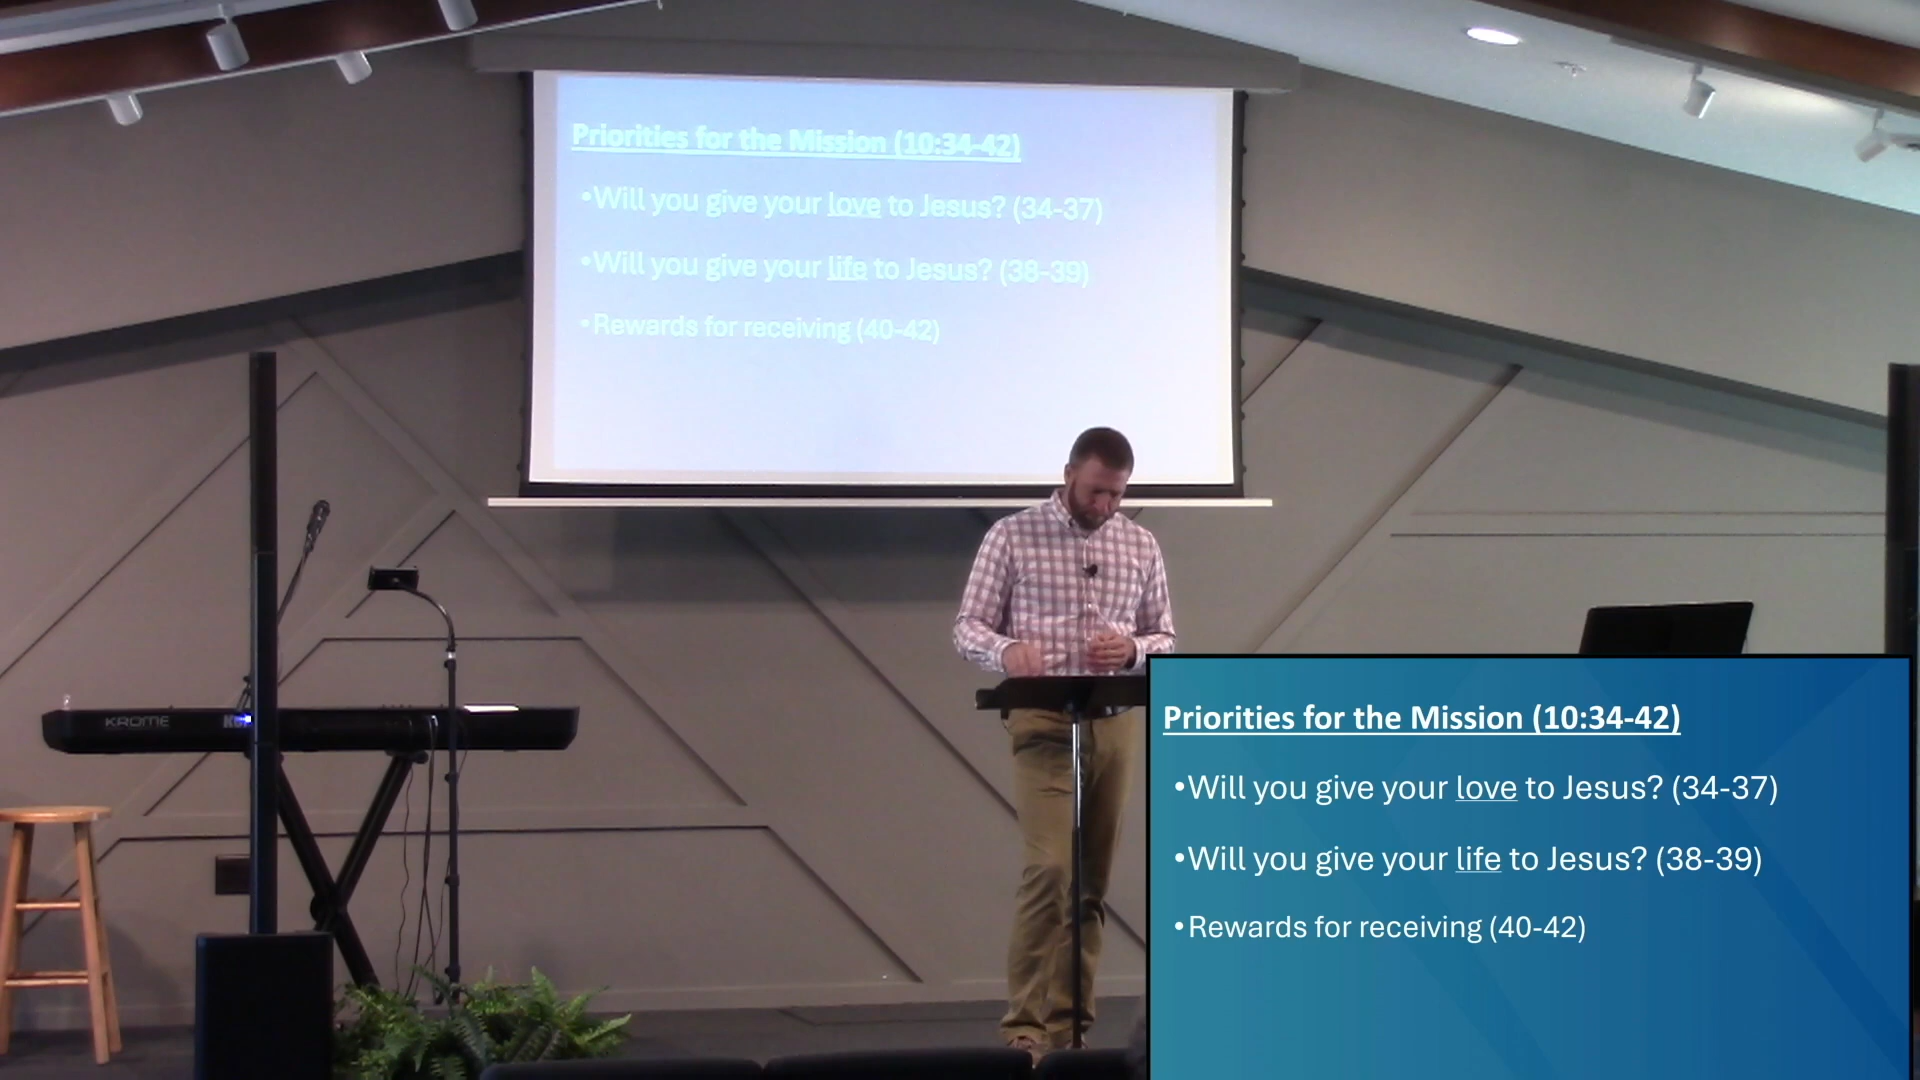 Priorities for the Mission (10:34-42)
•Will you give your love to Jesus? (34-37)
•Will you give your life to Jesus? (38-39)
•Rewards for receiving (40-42)
KROME
Priorities for the Mission (10:34-42)
•Will you give your love to Jesus? (34-37)
•Will you give your life to Jesus? (38-39)
•Rewards for receiving (40-42)